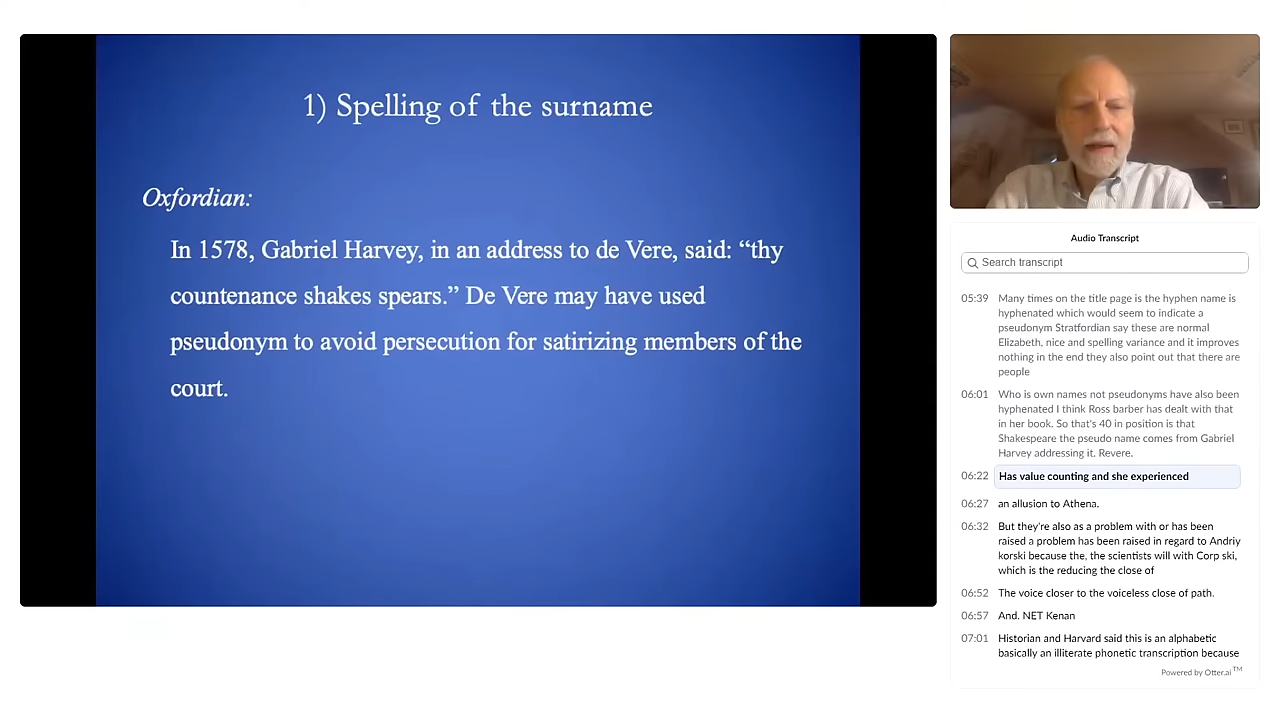 1) Spelling of the surname
Oxfordian:
In 1578, Gabriel Harvey, in an address to de Vere, said: “thy
countenance shakes spears.” De Vere may have used
pseudonym to avoid persecution for satirizing members of the
court.
Audio Transcript
Search transcript
05:39 Many times on the title page is the hyphen name is
hyphenated which would seem to indicate a
pseudonym Stratfordian say these are normal
Elizabeth, nice and spelling variance and it improves
nothing in the end they also point out that there are
people
06:01 Who is own names not pseudonyms have also been
hyphenated I think Ross barber has dealt with that
in her book. So that's 40 in position is that
Shakespeare the pseudo name comes from Gabriel
Harvey addressing it. Revere.
06:22 Has value counting and she experienced
06:27 an allusion to Athena.
06:32 But they're also as a problem with or has been
raised a problem has been raised in regard to Andriy
korski because the, the scientists will with Corp ski,
which is the reducing the close of
06:52 The voice closer to the voiceless close of path.
06:57 And. NET Kenan
07:01 Historian and Harvard said this is an alphabetic
basically an illiterate phonetic transcription because
Powered by Otter.ai TM